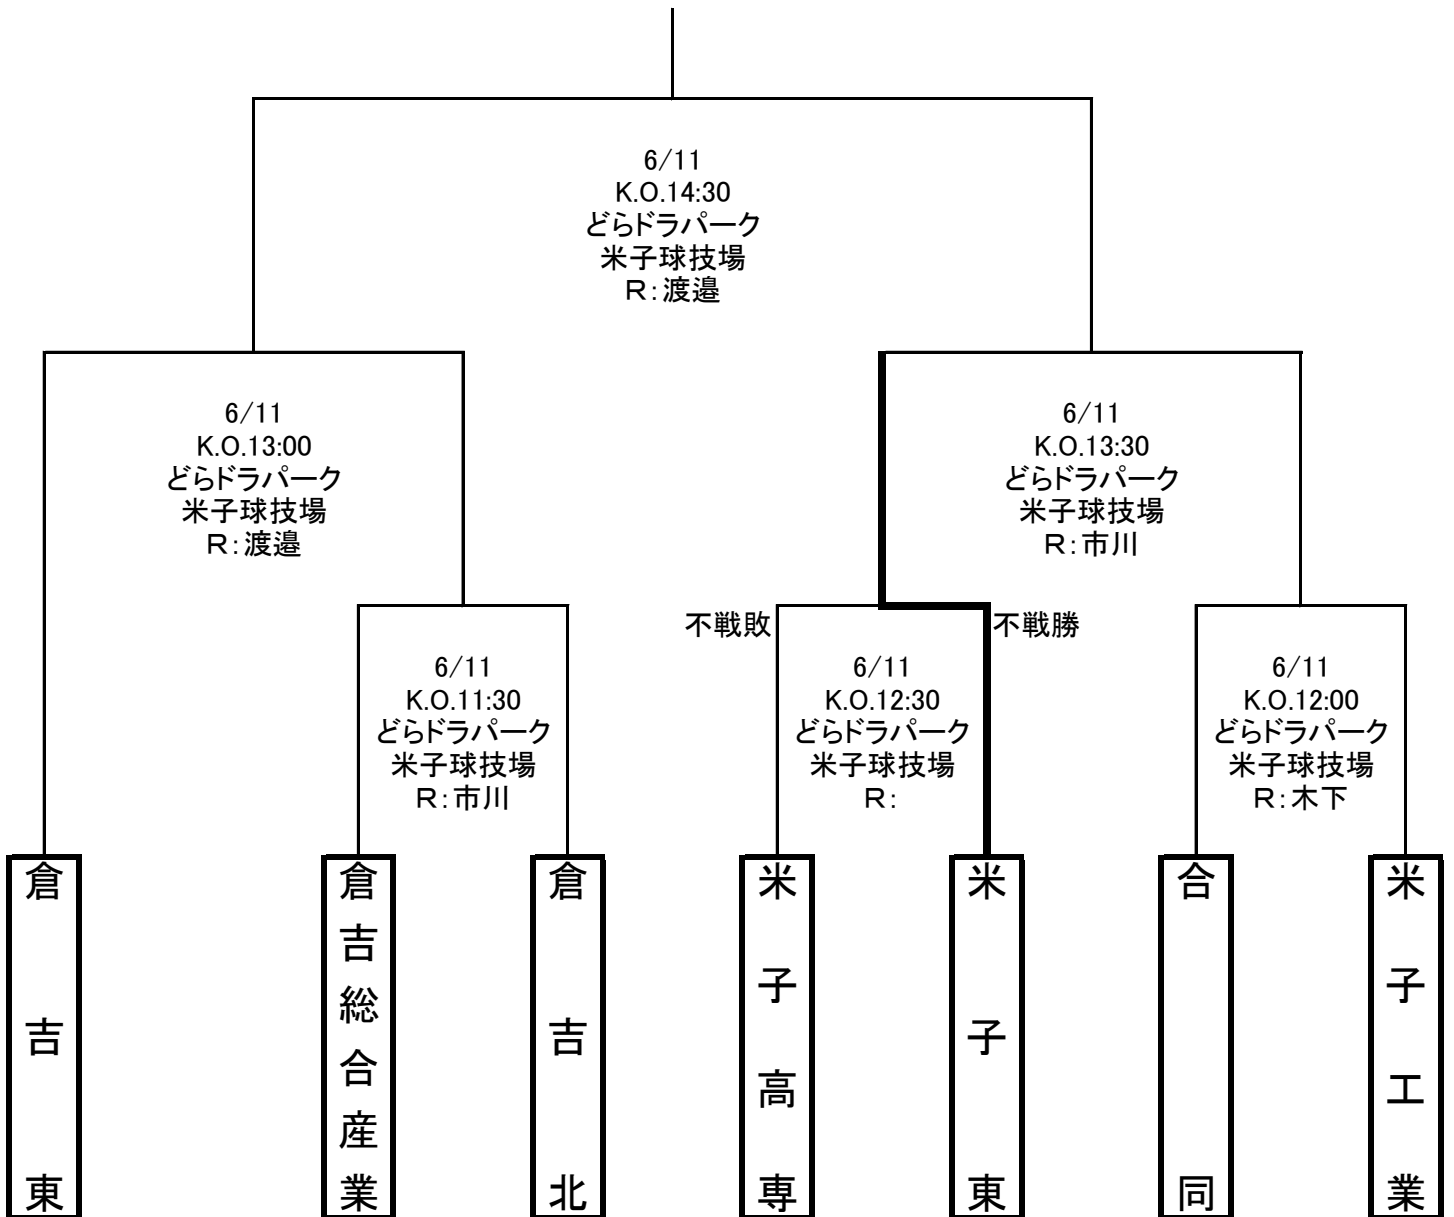 6/11
K.O.14:30
どらドラパーク
米子球技場
R:渡邉
6/11
K.O.13:00
どらドラパーク
米子球技場
R:渡邉
6/11
K.O.13:30
どらドラパーク
米子球技場
R:市川
不戦敗
不戦勝
6/11
K.O.11:30
どらドラパーク
米子球技場
R:市川
6/11
K.O.12:30
どらドラパーク
米子球技場
R:
6/11
K.O.12:00
どらドラパーク
米子球技場
R:木下
倉吉東
倉吉総合産業
倉吉北
米子高専
米子東
合同
米子工業